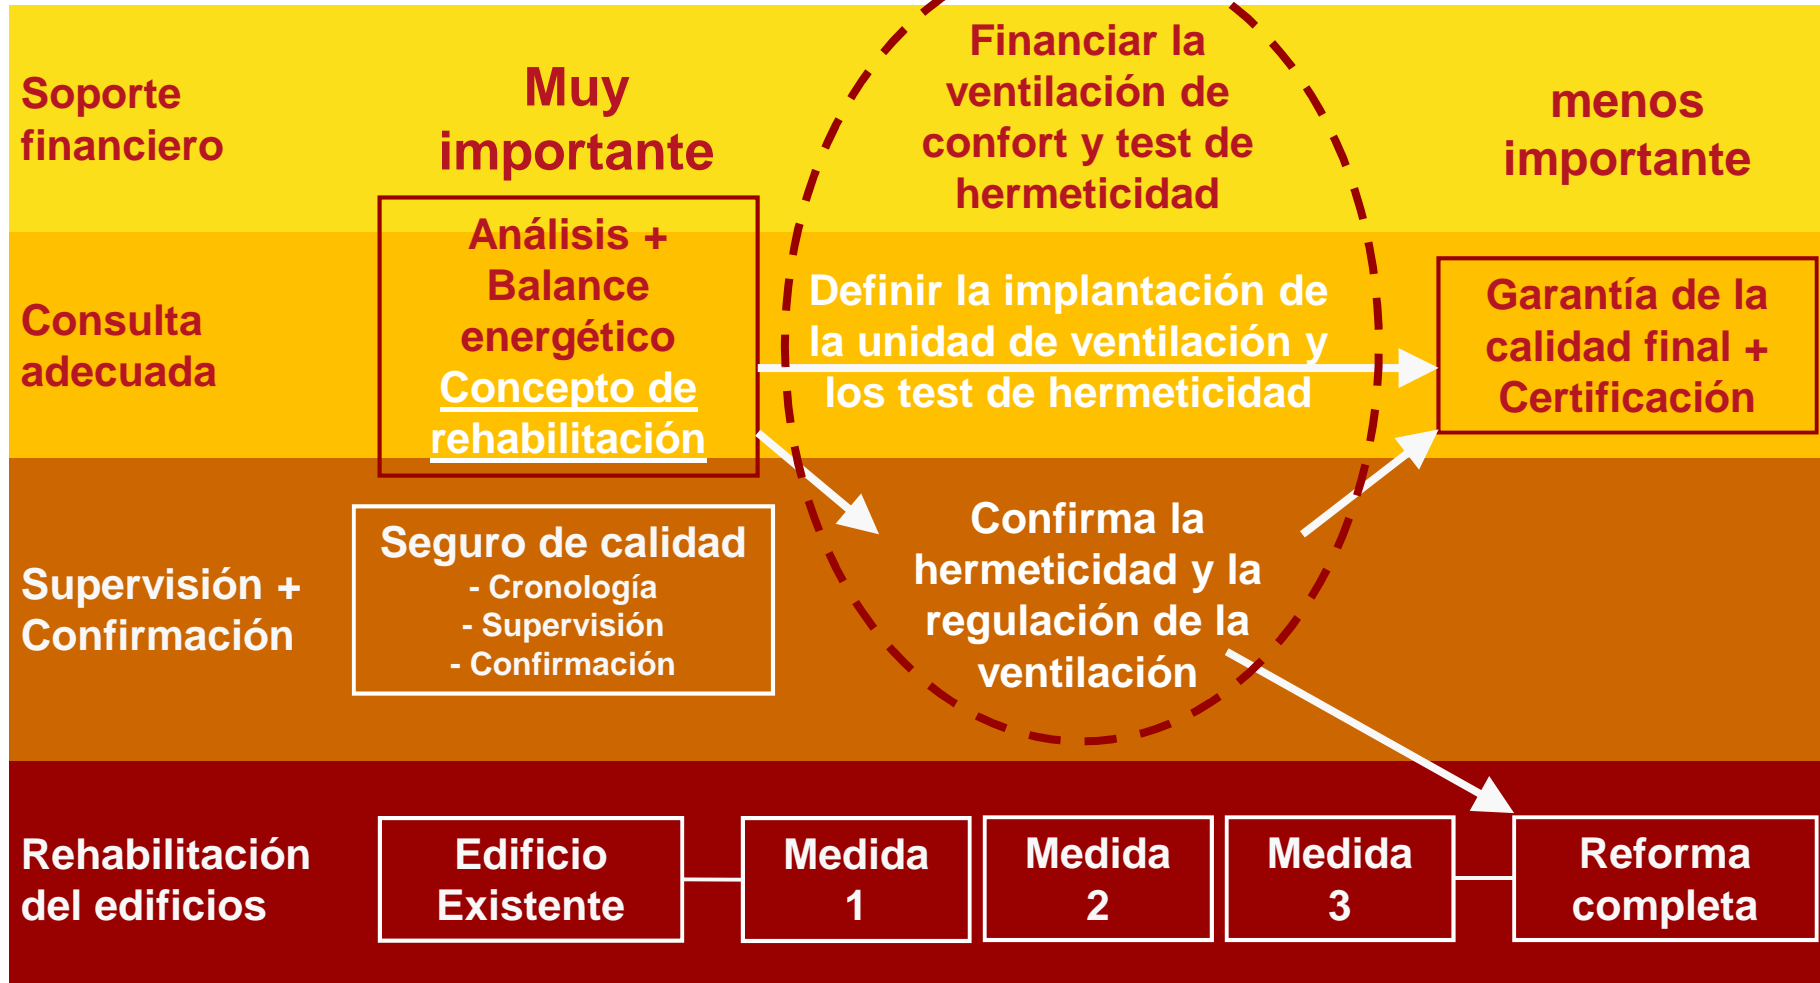 Soporte
financiero
Muy
importante
Financiar la
ventilación de
confort y test de
hermeticidad
menos
importante
Consulta
adecuada
Análisis +
Balance
energético
Concepto de
rehabilitación
Definir la implantación de
la unidad de ventilación y
los test de hermeticidad
Garantía de la
calidad final +
Certificación
Supervisión +
Confirmación
Seguro de calidad
- Cronología
- Supervisión
- Confirmación
Confirma la
hermeticidad y la
regulación de la
ventilación
Rehabilitación
del edificios
Edificio
Existente
Medida
1
Medida
2
Medida
3
Reforma
completa